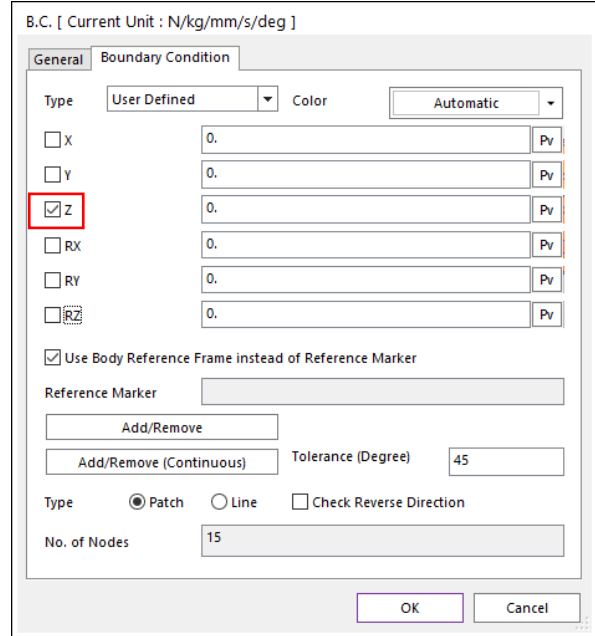 B.C. [ Current Unit : N/kg/mm/s/deg ]
General Boundary Condition
Type User Defined Color Automatic
X 0. Pv
Y 0. Pv
Z 0. Pv
RX 0. Pv
RY 0. Pv
RZ 0. Pv
Use Body Reference Frame instead of Reference Marker
Reference Marker
Add/Remove
Add/Remove (Continuous) Tolerance (Degree) 45
Type Patch Line Check Reverse Direction
No. of Nodes 15
OK Cancel